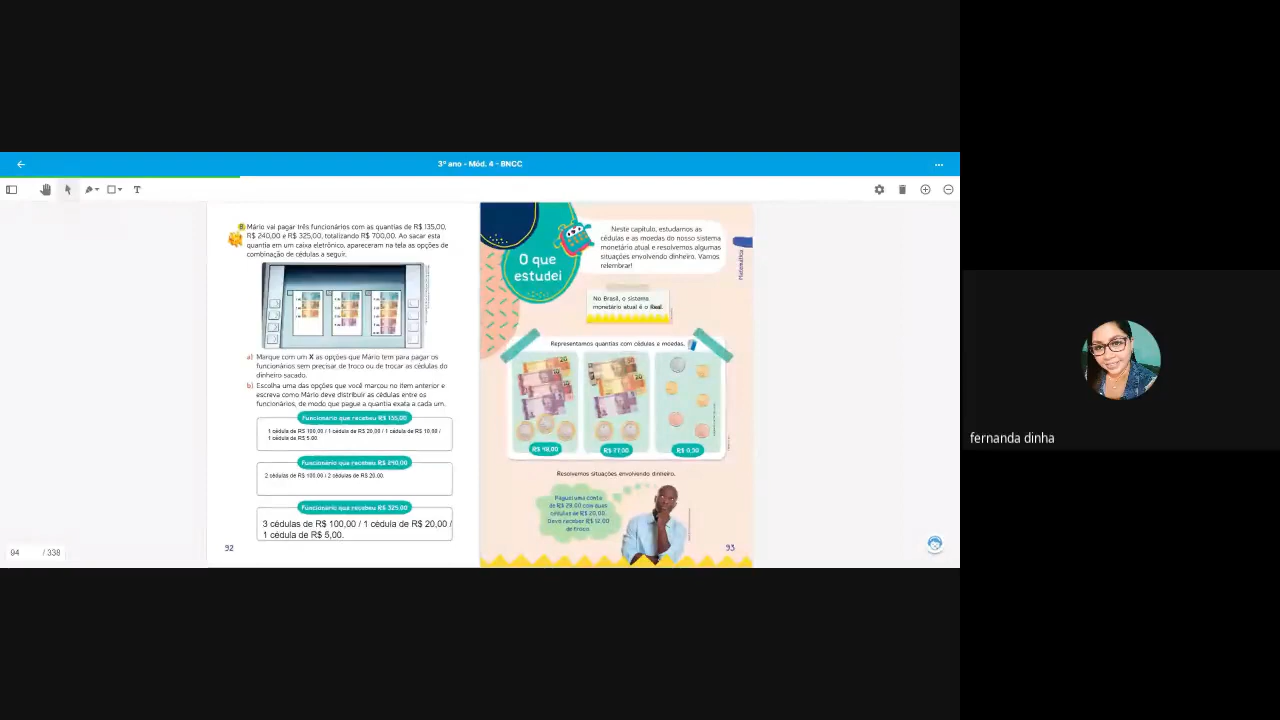 3º ano - Mód. 4 - BNCC
T
8 Mário vai pagar três funcionários com as quantias de R$ 135,00,
R$ 240,00 e R$ 325,00, totalizando R$ 700,00. Ao sacar esta
quantia em um caixa eletrônico, apareceram na tela as opções de
combinação de cédulas a seguir.
a) Marque com um X as opções que Mário tem para pagar os
funcionários sem precisar de troco ou de trocar as cédulas do
dinheiro sacado.
b) Escolha uma das opções que você marcou no item anterior e
escreva como Mário deve distribuir as cédulas entre os
funcionários, de modo que pague a quantia exata a cada um.
Funcionário que recebeu R$ 135,00
1 cédula de R$ 100,00 / 1 cédula de R$ 20,00 / 1 cédula de R$ 10,00 /
1 cédula de R$ 5,00.
Funcionário que recebeu R$ 240,00
2 cédulas de R$ 100,00 / 2 cédulas de R$ 20,00.
Funcionário que recebeu R$ 325,00
3 cédulas de R$ 100,00 / 1 cédula de R$ 20,00 /
1 cédula de R$ 5,00.
92
O que
estudei
Neste capítulo, estudamos as
cédulas e as moedas do nosso sistema
monetário atual e resolvemos algumas
situações envolvendo dinheiro. Vamos
relembrar!
Matemática
No Brasil, o sistema
monetário atual é o Real.
Representamos quantias com cédulas e moedas.
R$ 77,00
Resolvemos situações envolvendo dinheiro.
Paguei uma conta
de R$ 28,00 com duas
cédulas de R$ 20,00.
Devo receber R$ 12,00
de troco.
93
94 / 338
fernanda dinha